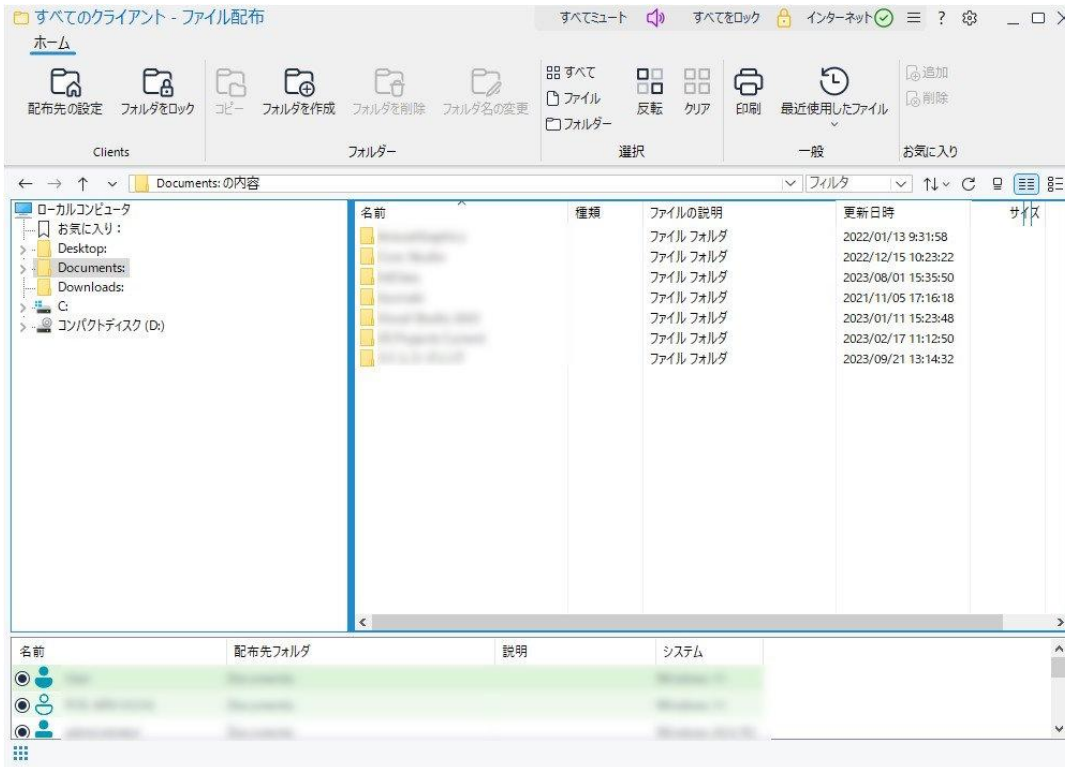 すべてのクライアント - ファイル配布
すべてミュート すべてをロック インターネット ?
ホーム
配布先の設定 フォルダをロック コピー フォルダを作成 フォルダを削除 フォルダ名の変更
すべて
ファイル
フォルダー
反転 クリア 印刷 最近使用したファイル
追加
削除
Clients フォルダー 選択 一般 お気に入り
Documents: の内容 フィルタ
ローカルコンピュータ
お気に入り:
Desktop:
Documents:
Downloads:
C:
コンパクトディスク (D:)
名前 種類 ファイルの説明 更新日時 サイズ
ファイル フォルダ 2022/01/13 9:31:58
ファイル フォルダ 2022/12/15 10:23:22
ファイル フォルダ 2023/08/01 15:35:50
ファイル フォルダ 2021/11/05 17:16:18
ファイル フォルダ 2023/01/11 15:23:48
ファイル フォルダ 2023/02/17 11:12:50
ファイル フォルダ 2023/09/21 13:14:32
名前 配布先フォルダ 説明 システム